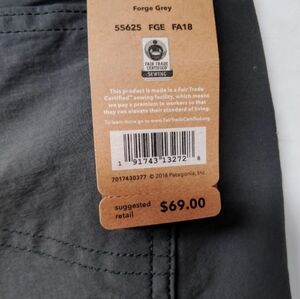 Forge Grey
55625 FGE FA18
FAIR TRADE
CERTIFIED
SEWING
This product is made in a Fair Trade
Certified™ sewing facility, which means
we pay a premium to workers so that
they can elevate their standard of living.
To learn more go to www.FairTradeCertified.org.
1 91743 13272 8
7017430377 © 2018 Patagonia, Inc.
suggested
retail $69.00